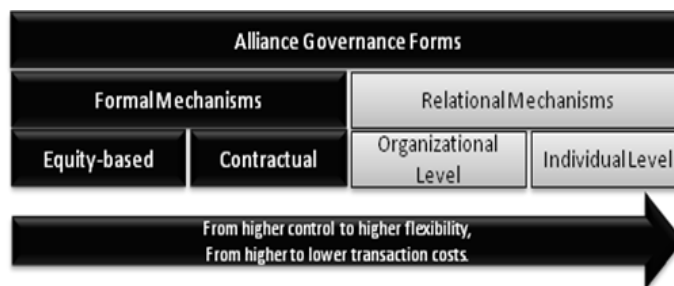 Alliance Governance Forms
Formal Mechanisms Relational Mechanisms
Equity-based Contractual Organizational Level Individual Level
From higher control to higher flexibility,
From higher to lower transaction costs.